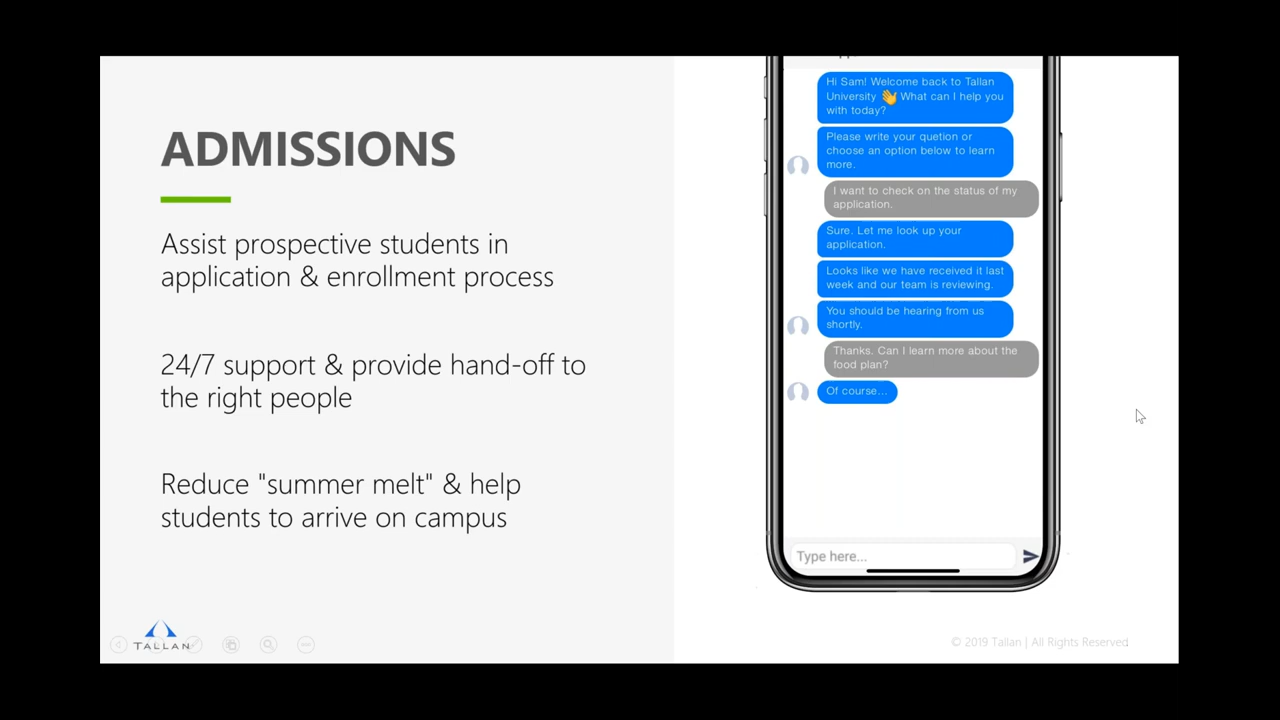 ADMISSIONS
Assist prospective students in
application & enrollment process
24/7 support & provide hand-off to
the right people
Reduce "summer melt" & help
students to arrive on campus
TALLAN
Hi Sam! Welcome back to Tallan
University 👋 What can I help you
with today?
Please write your quetion or
choose an option below to learn
more.
I want to check on the status of my
application.
Sure. Let me look up your
application.
Looks like we have received it last
week and our team is reviewing.
You should be hearing from us
shortly.
Thanks. Can I learn more about the
food plan?
Of course...
Type here...
© 2019 Tallan | All Rights Reserved